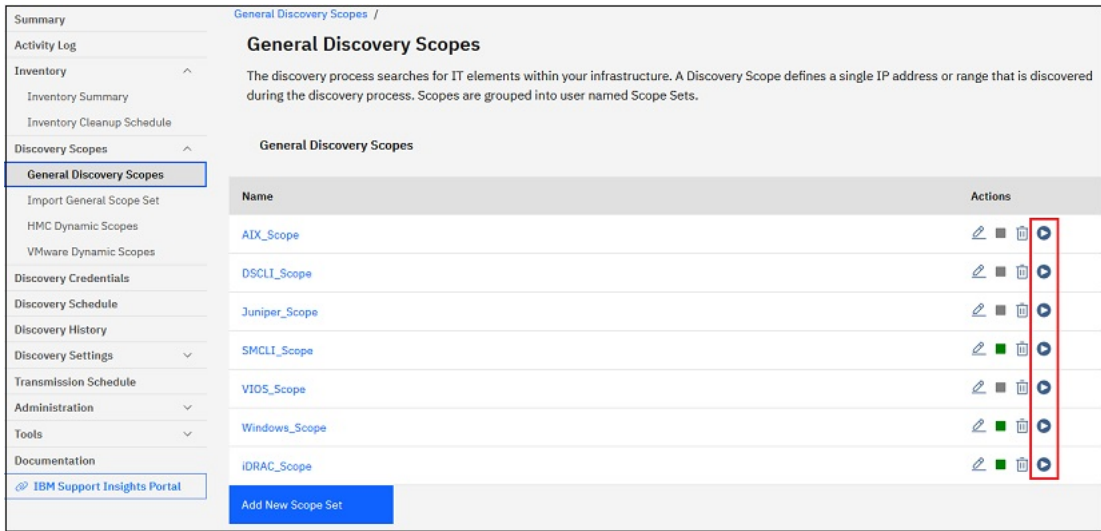 Summary
Activity Log
Inventory
Inventory Summary
Inventory Cleanup Schedule
Discovery Scopes
General Discovery Scopes
Import General Scope Set
HMC Dynamic Scopes
VMware Dynamic Scopes
Discovery Credentials
Discovery Schedule
Discovery History
Discovery Settings
Transmission Schedule
Administration
Tools
Documentation
IBM Support Insights Portal
General Discovery Scopes /
General Discovery Scopes
The discovery process searches for IT elements within your infrastructure. A Discovery Scope defines a single IP address or range that is discovered
during the discovery process. Scopes are grouped into user named Scope Sets.
General Discovery Scopes
Name Actions
AIX_Scope
DSCLI_Scope
Juniper_Scope
SMCLI_Scope
VIOS_Scope
Windows_Scope
iDRAC_Scope
Add New Scope Set